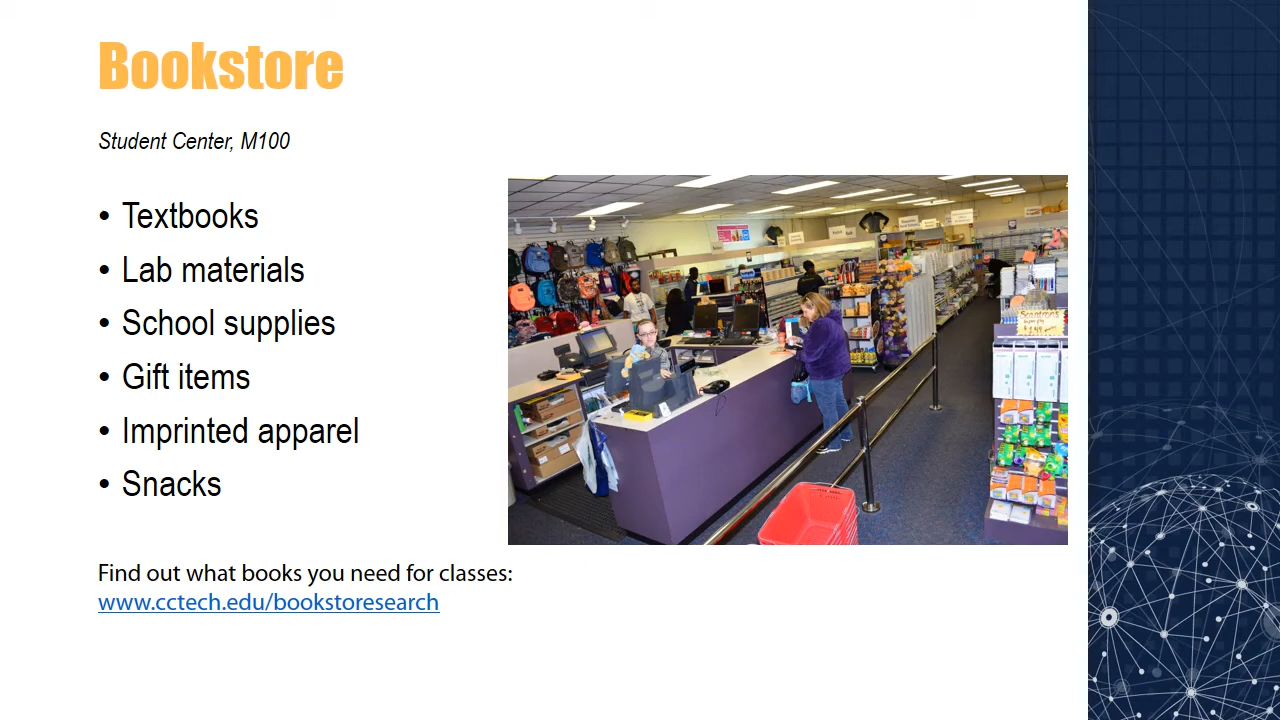 Bookstore
Student Center, M100
• Textbooks
• Lab materials
• School supplies
• Gift items
• Imprinted apparel
• Snacks
Scantrons
Find out what books you need for classes:
www.cctech.edu/bookstoresearch